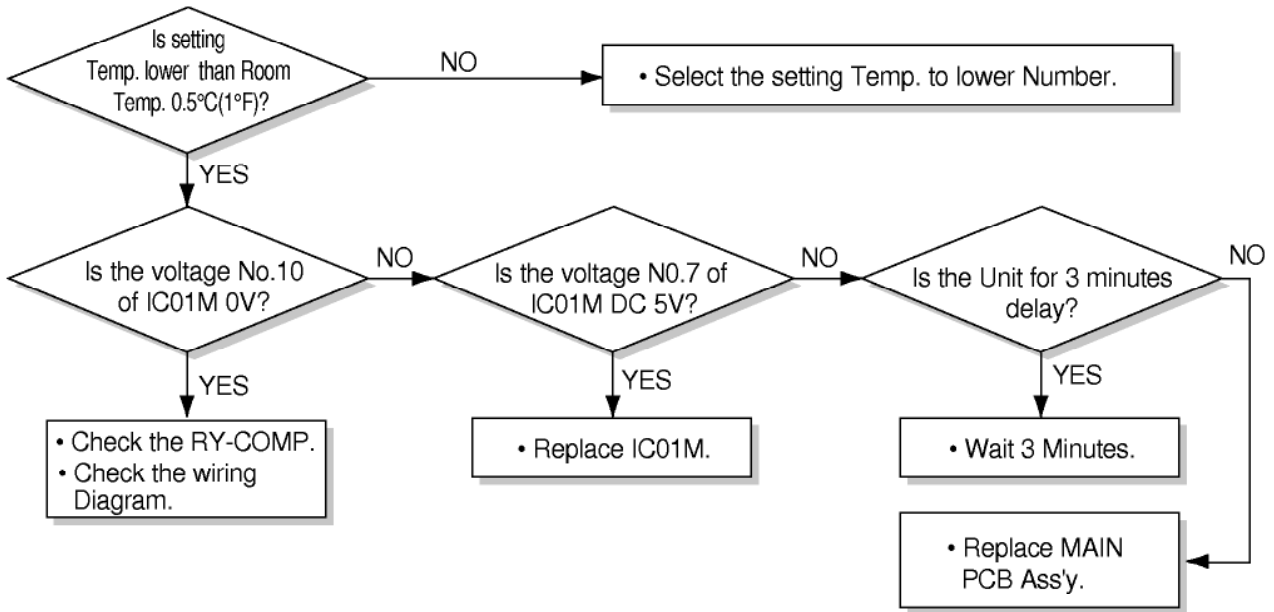 Is setting
Temp. lower than Room
Temp. 0.5°C(1°F)?
NO
• Select the setting Temp. to lower Number.
YES
Is the voltage No.10
of IC01M 0V?
NO
Is the voltage N0.7 of
IC01M DC 5V?
NO
Is the Unit for 3 minutes
delay?
NO
YES
• Check the RY-COMP.
• Check the wiring
Diagram.
YES
• Replace IC01M.
YES
• Wait 3 Minutes.
• Replace MAIN
PCB Ass'y.